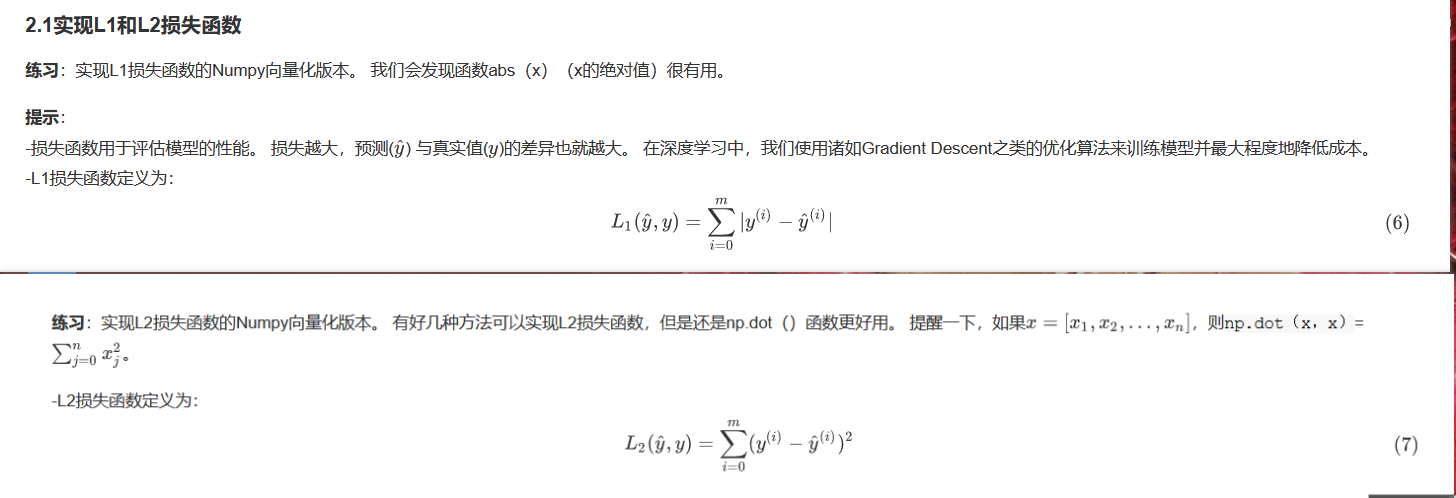 2.1实现L1和L2损失函数
练习：实现L1损失函数的Numpy向量化版本。 我们会发现函数abs（x）（x的绝对值）很有用。
提示：
-损失函数用于评估模型的性能。 损失越大，预测(ŷ) 与真实值(y)的差异也就越大。 在深度学习中，我们使用诸如Gradient Descent之类的优化算法来训练模型并最大程度地降低成本。
-L1损失函数定义为：
$L_1(\hat{y}, y) = \sum_{i=0}^{m} |y^{(i)} - \hat{y}^{(i)}|$ (6)
练习：实现L2损失函数的Numpy向量化版本。 有好几种方法可以实现L2损失函数，但是还是np.dot（）函数更好用。 提醒一下，如果$x = [x_1, x_2, ..., x_n]$，则np.dot（x，x）=
$\sum_{j=0}^{n} x_j^2$。
-L2损失函数定义为：
$L_2(\hat{y}, y) = \sum_{i=0}^{m} (y^{(i)} - \hat{y}^{(i)})^2$ (7)